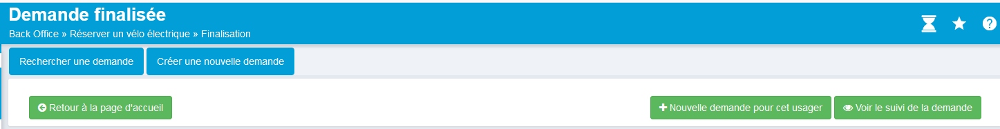 Demande finalisée
Back Office » Réserver un vélo électrique » Finalisation
Rechercher une demande
Créer une nouvelle demande
Retour à la page d'accueil
Nouvelle demande pour cet usager
Voir le suivi de la demande